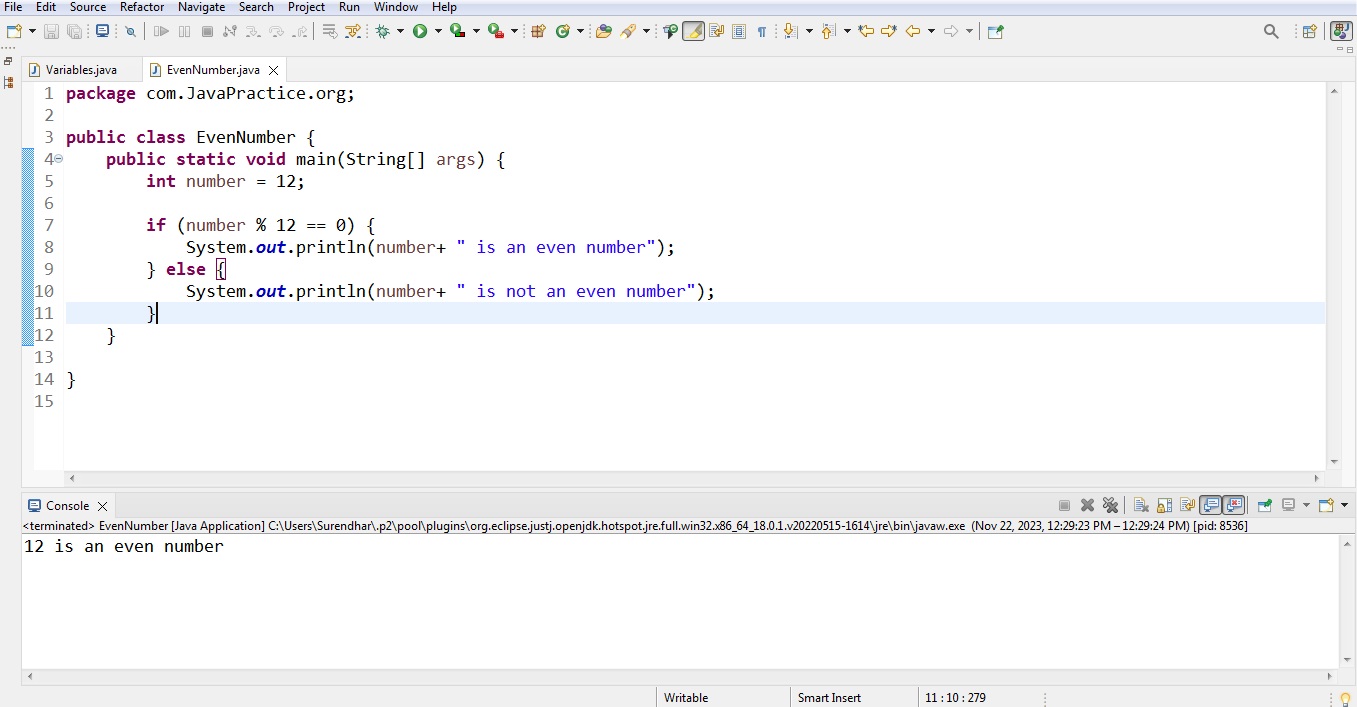 File Edit Source Refactor Navigate Search Project Run Window Help
Variables.java EvenNumber.java
1 package com.JavaPractice.org;
2
3 public class EvenNumber {
4 public static void main(String[] args) {
5 int number = 12;
6
7 if (number % 12 == 0) {
8 System.out.println(number+ " is an even number");
9 } else {
10 System.out.println(number+ " is not an even number");
11 }
12 }
13
14 }
15
Console
<terminated> EvenNumber [Java Application] C:\Users\Surendhar\.p2\pool\plugins\org.eclipse.justj.openjdk.hotspot.jre.full.win32.x86_64_18.0.1.v20220515-1614\jre\bin\javaw.exe (Nov 22, 2023, 12:29:23 PM – 12:29:24 PM) [pid: 8536]
12 is an even number
Writable Smart Insert 11 : 10 : 279